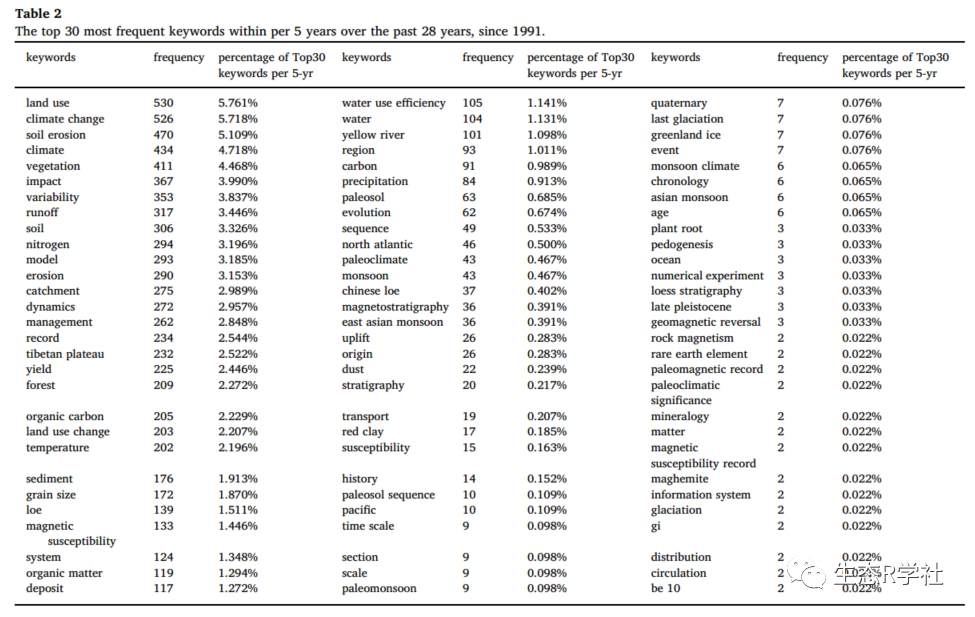 Table 2
The top 30 most frequent keywords within per 5 years over the past 28 years, since 1991.
keywords frequency percentage of Top30 keywords frequency percentage of Top30 keywords frequency percentage of Top30
keywords per 5-yr keywords per 5-yr keywords per 5-yr
land use 530 5.761% water use efficiency 105 1.141% quaternary 7 0.076%
climate change 526 5.718% water 104 1.131% last glaciation 7 0.076%
soil erosion 470 5.109% yellow river 101 1.098% greenland ice 7 0.076%
climate 434 4.718% region 93 1.011% event 7 0.076%
vegetation 411 4.468% carbon 91 0.989% monsoon climate 6 0.065%
impact 367 3.990% precipitation 84 0.913% chronology 6 0.065%
variability 353 3.837% paleosol 63 0.685% asian monsoon 6 0.065%
runoff 317 3.446% evolution 62 0.674% age 6 0.065%
soil 306 3.326% sequence 49 0.533% plant root 3 0.033%
nitrogen 294 3.196% north atlantic 46 0.500% pedogenesis 3 0.033%
model 293 3.185% paleoclimate 43 0.467% ocean 3 0.033%
erosion 290 3.153% monsoon 43 0.467% numerical experiment 3 0.033%
catchment 275 2.989% chinese loe 37 0.402% loess stratigraphy 3 0.033%
dynamics 272 2.957% magnetostratigraphy 36 0.391% late pleistocene 3 0.033%
management 262 2.848% east asian monsoon 36 0.391% geomagnetic reversal 3 0.033%
record 234 2.544% uplift 26 0.283% rock magnetism 2 0.022%
tibetan plateau 232 2.522% origin 26 0.283% rare earth element 2 0.022%
yield 225 2.446% dust 22 0.239% paleomagnetic record 2 0.022%
forest 209 2.272% stratigraphy 20 0.217% paleoclimatic 2 0.022%
significance
organic carbon 205 2.229% transport 19 0.207% mineralogy 2 0.022%
land use change 203 2.207% red clay 17 0.185% matter 2 0.022%
temperature 202 2.196% susceptibility 15 0.163% magnetic 2 0.022%
susceptibility record
sediment 176 1.913% history 14 0.152% maghemite 2 0.022%
grain size 172 1.870% paleosol sequence 10 0.109% information system 2 0.022%
loe 139 1.511% pacific 10 0.109% glaciation 2 0.022%
magnetic 133 1.446% time scale 9 0.098% gi 2 0.022%
susceptibility
system 124 1.348% section 9 0.098% distribution 2 0.022%
organic matter 119 1.294% scale 9 0.098% circulation 2 0.022%
deposit 117 1.272% paleomonsoon 9 0.098% be 10 2 0.022%
生态R学社